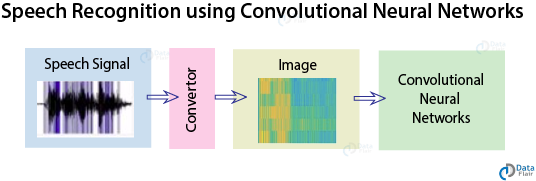 Speech Recognition using Convolutional Neural Networks
Speech Signal
Convertor
Image
Convolutional
Neural
Networks
Data
Flair